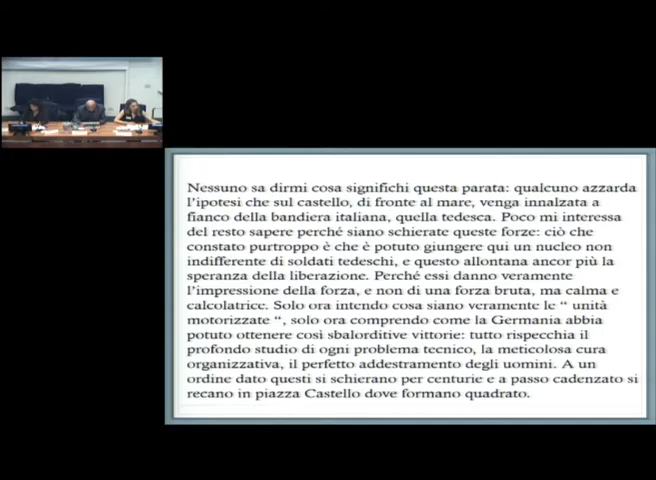 Nessuno sa dirmi cosa significhi questa parata: qualcuno azzarda
l'ipotesi che sul castello, di fronte al mare, venga innalzata a
fianco della bandiera italiana, quella tedesca. Poco mi interessa
del resto sapere perché siano schierate queste forze: ciò che
constato purtroppo è che è potuto giungere qui un nucleo non
indifferente di soldati tedeschi, e questo allontana ancor più la
speranza della liberazione. Perché essi danno veramente
l'impressione della forza, e non di una forza bruta, ma calma e
calcolatrice. Solo ora intendo cosa siano veramente le " unità
motorizzate ", solo ora comprendo come la Germania abbia
potuto ottenere così sbalorditive vittorie: tutto rispecchia il
profondo studio di ogni problema tecnico, la meticolosa cura
organizzativa, il perfetto addestramento degli uomini. A un
ordine dato questi si schierano per centurie e a passo cadenzato si
recano in piazza Castello dove formano quadrato.